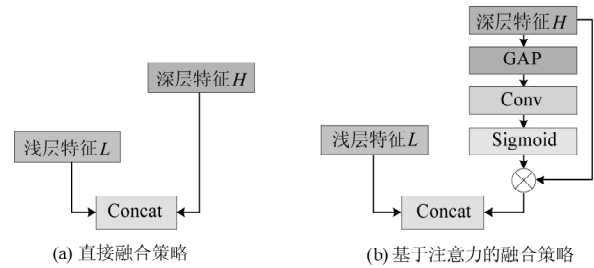 深层特征H
浅层特征L
Concat
(a) 直接融合策略
深层特征H
GAP
Conv
Sigmoid
浅层特征L
Concat
(b) 基于注意力的融合策略